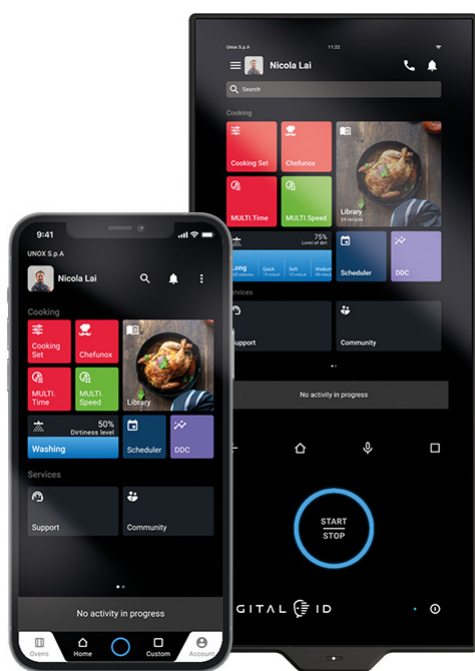 UNOX S.p.A
11:22
Nicola Lai
Search
Cooking
Cooking Set
Chefunox
MULTI.Time
MULTI.Speed
Library
24 recipes
75%
Level of dirt
Long
Quick
Soft
Medium
Scheduler
DDC
Services
Support
Community
No activity in progress
START
STOP
GITAL ID
9:41
UNOX S.p.A
Nicola Lai
Cooking
Cooking
Set
Chefunox
MULTI.
Time
MULTI.
Speed
Library
50%
Dirtiness level
Washing
Scheduler
DDC
Services
Support
Community
No activity in progress
Ovens
Home
Custom
Account